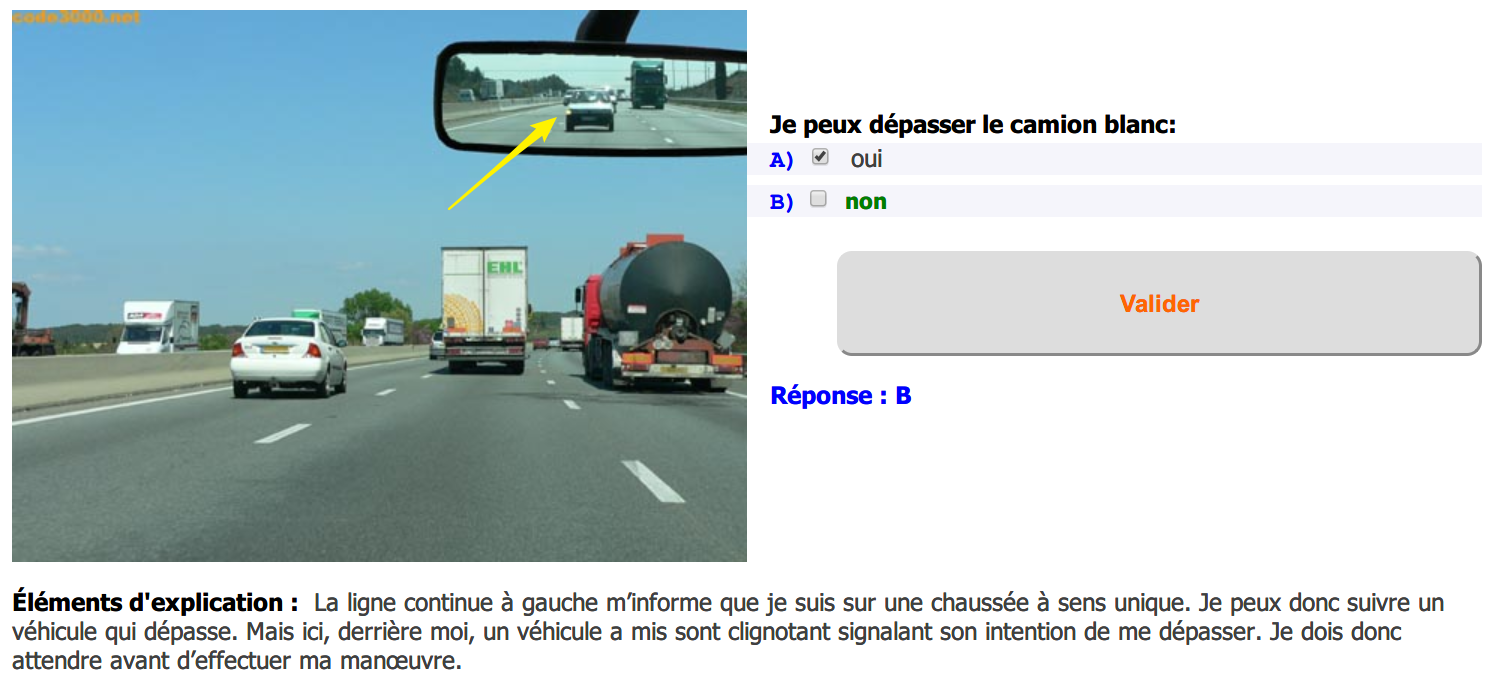 code3000.net
EHL
Je peux dépasser le camion blanc:
A) oui
B) non
Valider
Réponse : B
Éléments d'explication : La ligne continue à gauche m’informe que je suis sur une chaussée à sens unique. Je peux donc suivre un
véhicule qui dépasse. Mais ici, derrière moi, un véhicule a mis sont clignotant signalant son intention de me dépasser. Je dois donc
attendre avant d’effectuer ma manœuvre.